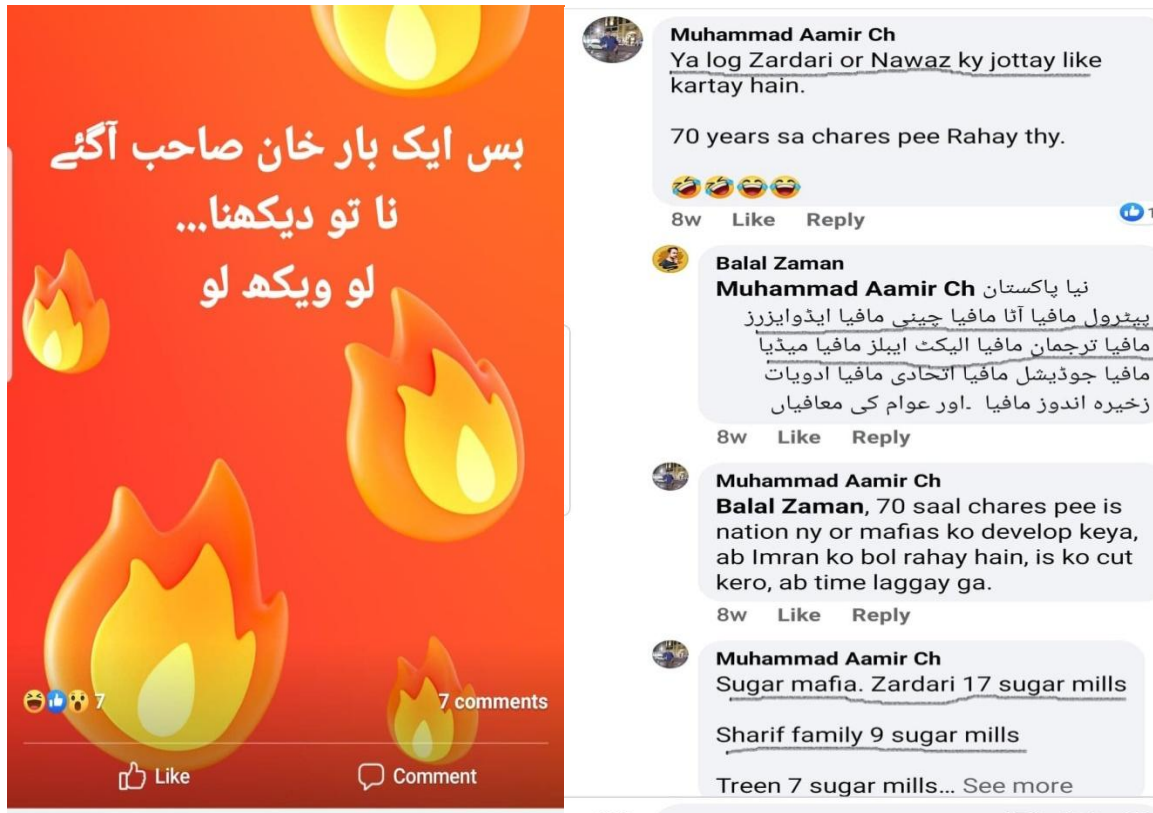 بس ایک بار خان صاحب آگئے
نا تو دیکھنا...
لو ویکھ لو
7
7 comments
Like
Comment
Muhammad Aamir Ch
Ya log Zardari or Nawaz ky jottay like
kartay hain.
70 years sa chares pee Rahay thy.
🤣🤣😂😂
8w Like Reply
1
Balal Zaman
Muhammad Aamir Ch نیا پاکستان
پیٹرول مافیا آٹا مافیا چینی مافیا ایڈوایزرز
مافیا ترجمان مافیا الیکٹ ایبلز مافیا میڈیا
مافیا جوڈیشل مافیا اتحادی مافیا ادویات
زخیرہ اندوز مافیا ۔اور عوام کی معافیاں
8w Like Reply
Muhammad Aamir Ch
Balal Zaman, 70 saal chares pee is
nation ny or mafias ko develop keya,
ab Imran ko bol rahay hain, is ko cut
kero, ab time laggay ga.
8w Like Reply
Muhammad Aamir Ch
Sugar mafia. Zardari 17 sugar mills
Sharif family 9 sugar mills
Treen 7 sugar mills... See more